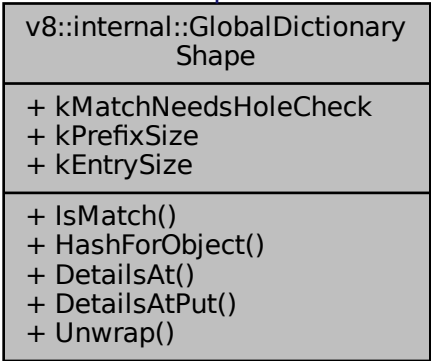 v8::internal::GlobalDictionary
Shape
+ kMatchNeedsHoleCheck
+ kPrefixSize
+ kEntrySize
+ IsMatch()
+ HashForObject()
+ DetailsAt()
+ DetailsAtPut()
+ Unwrap()